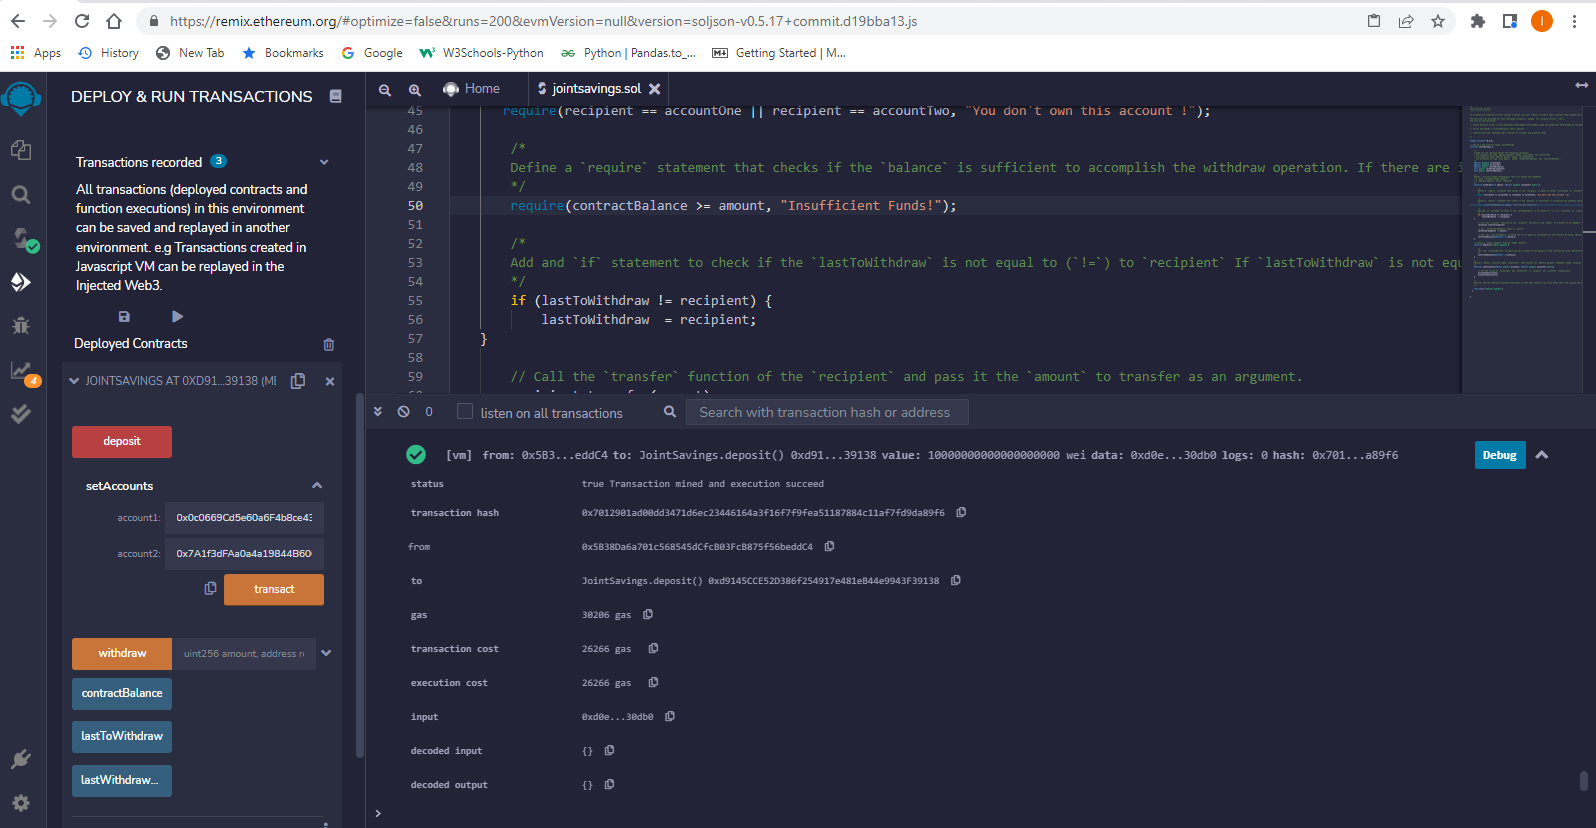 https://remix.ethereum.org/#optimize=false&runs=200&evmVersion=null&version=soljson-v0.5.17+commit.d19bba13.js
I
Apps History New Tab Bookmarks Google W3Schools-Python Python | Pandas.to_... Getting Started | M...
DEPLOY & RUN TRANSACTIONS
Transactions recorded 3
All transactions (deployed contracts and
function executions) in this environment
can be saved and replayed in another
environment. e.g Transactions created in
Javascript VM can be replayed in the
Injected Web3.
Deployed Contracts
JOINTSAVINGS AT 0XD91...39138 (ME
4
deposit
setAccounts
account1: 0x0c0669Cd5e60a6F4b8ce43
account2: 0x7A1f3dFAa0a4a19844B60
transact
withdraw uint256 amount, address
contractBalance
lastToWithdraw
lastWithdraw...
Home jointsavings.sol
45 require(recipient == accountOne || recipient == accountTwo, "You don't own this account !");
46
47 /*
48 Define a `require` statement that checks if the `balance` is sufficient to accomplish the withdraw operation. If there are i
49 */
50 require(contractBalance >= amount, "Insufficient Funds!");
51
52 /*
53 Add and `if` statement to check if the `lastToWithdraw` is not equal to (`!=`) to `recipient` If `lastToWithdraw` is not equ
54 */
55 if (lastToWithdraw != recipient) {
56 lastToWithdraw = recipient;
57 }
58
59 // Call the `transfer` function of the `recipient` and pass it the `amount` to transfer as an argument.
0 listen on all transactions Search with transaction hash or address
[vm] from: 0x5B3...eddC4 to: JointSavings.deposit() 0xd91...39138 value: 10000000000000000000 wei data: 0xd0e...30db0 logs: 0 hash: 0x701...a89f6 Debug
status true Transaction mined and execution succeed
transaction hash 0x7012901ad00dd3471d6ec23446164a3f16f7f9fea51187884c11af7fd9da89f6
from 0x5B38Da6a701c568545dCfcB03FcB875f56beddC4
to JointSavings.deposit() 0xd9145CCE52D386f254917e481eB44e9943F39138
gas 30206 gas
transaction cost 26266 gas
execution cost 26266 gas
input 0xd0e...30db0
decoded input {}
decoded output {}
>